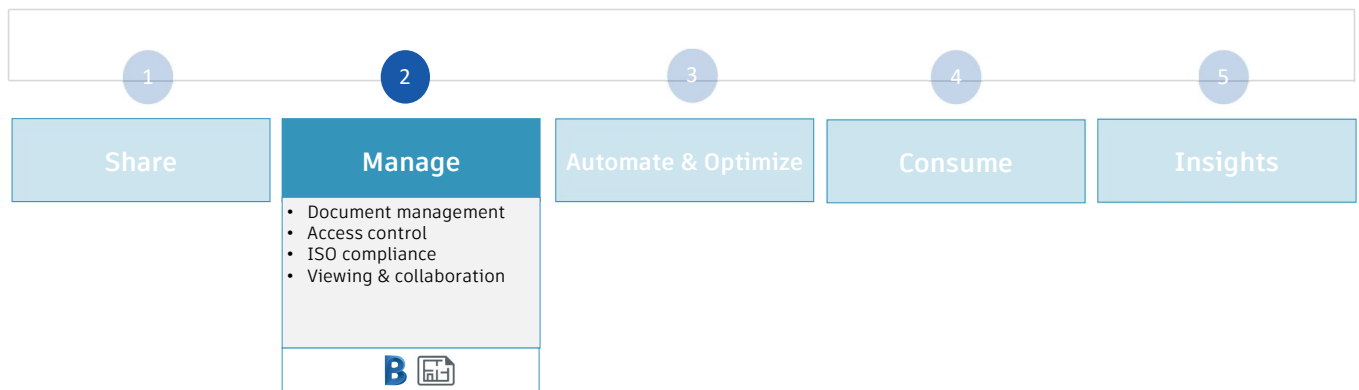 1 2 3 4 5
Share Manage Automate & Optimize Consume Insights
• Document management
• Access control
• ISO compliance
• Viewing & collaboration
B